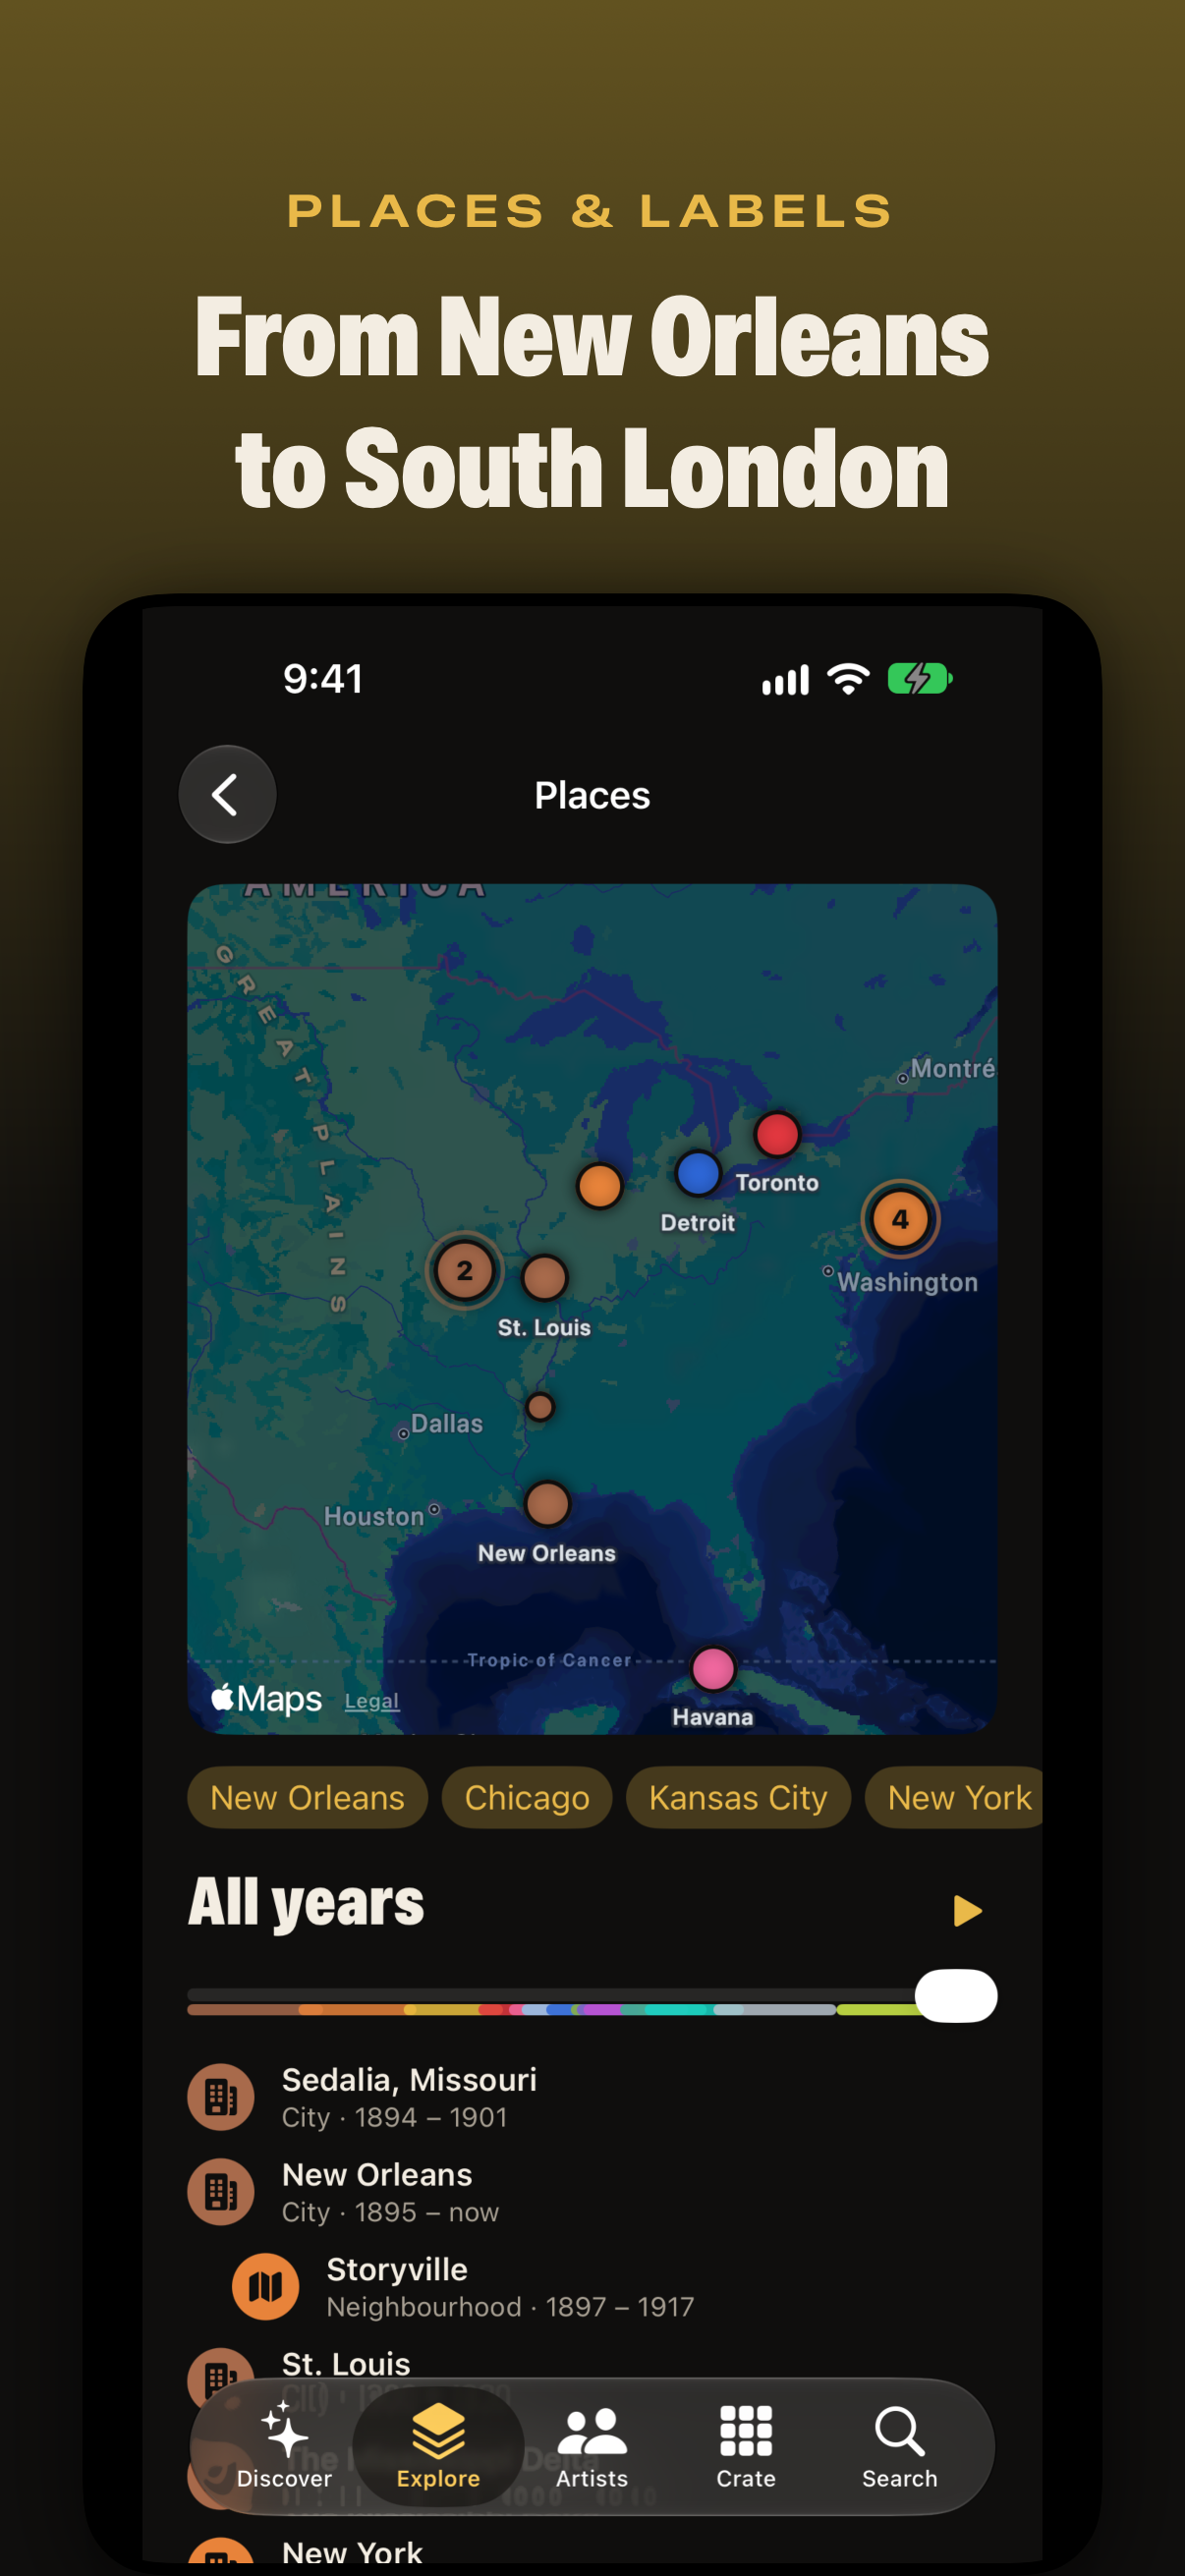 PLACES & LABELS
From New Orleans
to South London
9:41
Places
AMERICA
GREAT PLAINS
Montré
Toronto
Detroit
4
Washington
2
St. Louis
Dallas
Houston
New Orleans
Tropic of Cancer
Maps Legal
Havana
New Orleans Chicago Kansas City New York
All years
Sedalia, Missouri
City · 1894 – 1901
New Orleans
City · 1895 – now
Storyville
Neighbourhood · 1897 – 1917
St. Louis
Discover Explore Artists Crate Search
New York